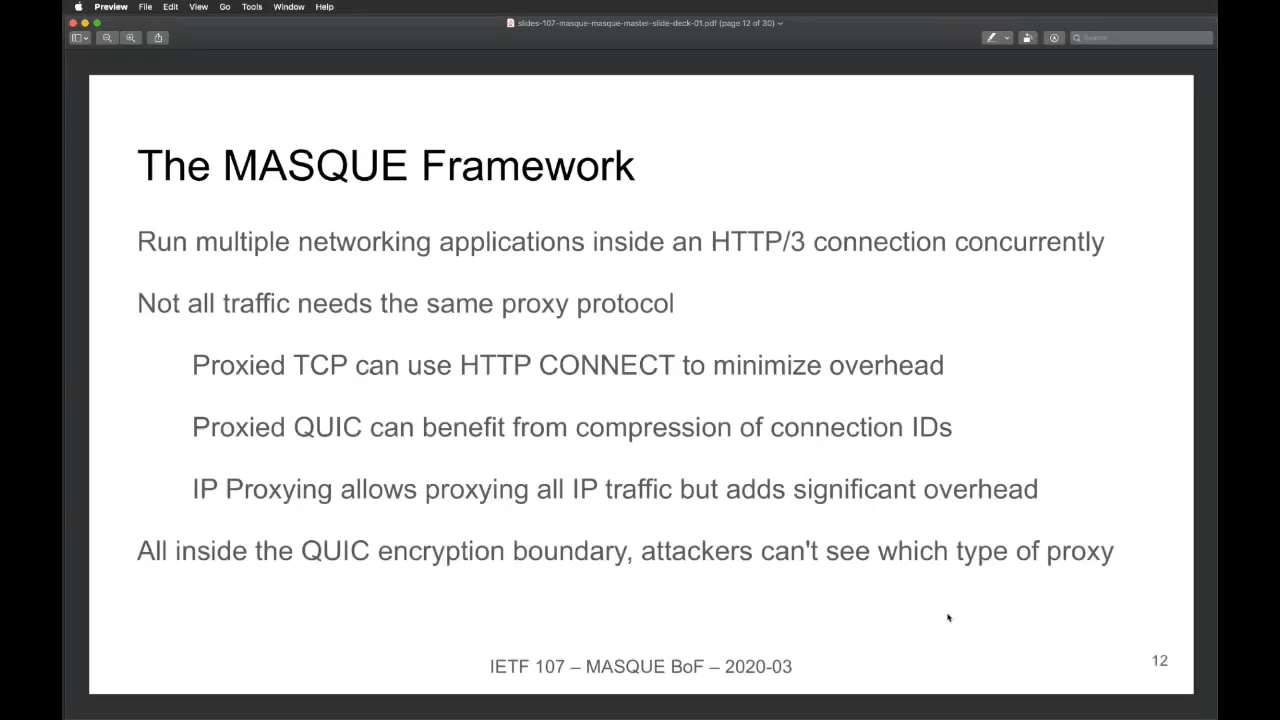 Preview File Edit View Go Tools Window Help
slides-107-masque-masque-master-slide-deck-01.pdf (page 12 of 30)
Search
The MASQUE Framework
Run multiple networking applications inside an HTTP/3 connection concurrently
Not all traffic needs the same proxy protocol
Proxied TCP can use HTTP CONNECT to minimize overhead
Proxied QUIC can benefit from compression of connection IDs
IP Proxying allows proxying all IP traffic but adds significant overhead
All inside the QUIC encryption boundary, attackers can't see which type of proxy
IETF 107 – MASQUE BoF – 2020-03
12